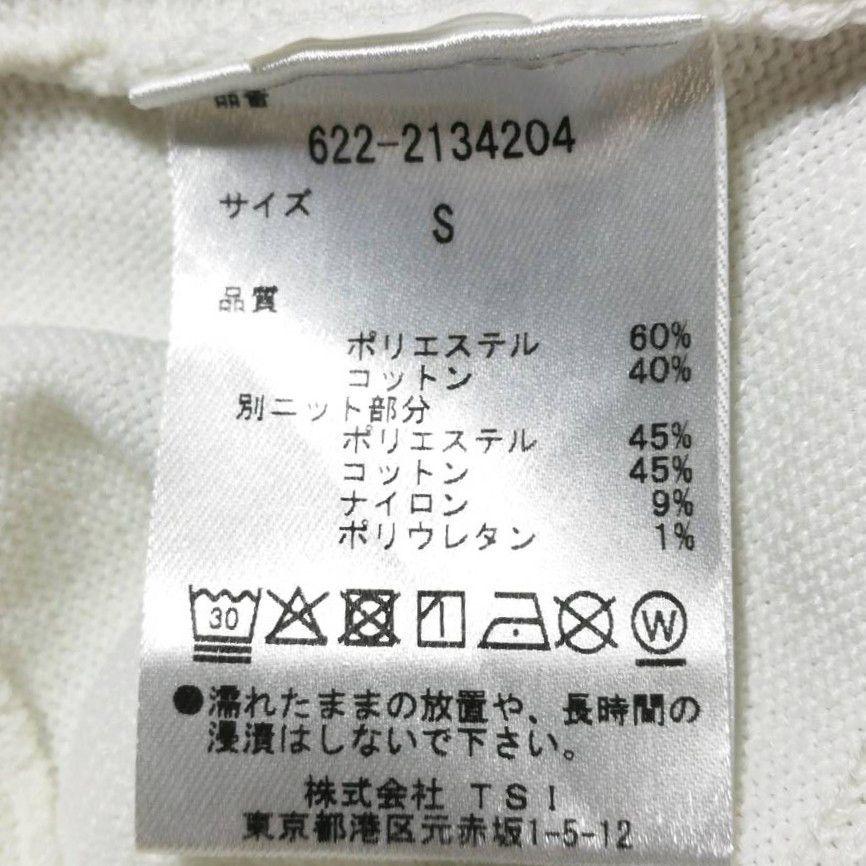 品番
622-2134204
サイズ S
品質
ポリエステル 60%
コットン 40%
別ニット部分
ポリエステル 45%
コットン 45%
ナイロン 9%
ポリウレタン 1%
30 W
●濡れたままの放置や、長時間の
浸漬はしないで下さい。
株式会社 TSI
東京都港区元赤坂1-5-12